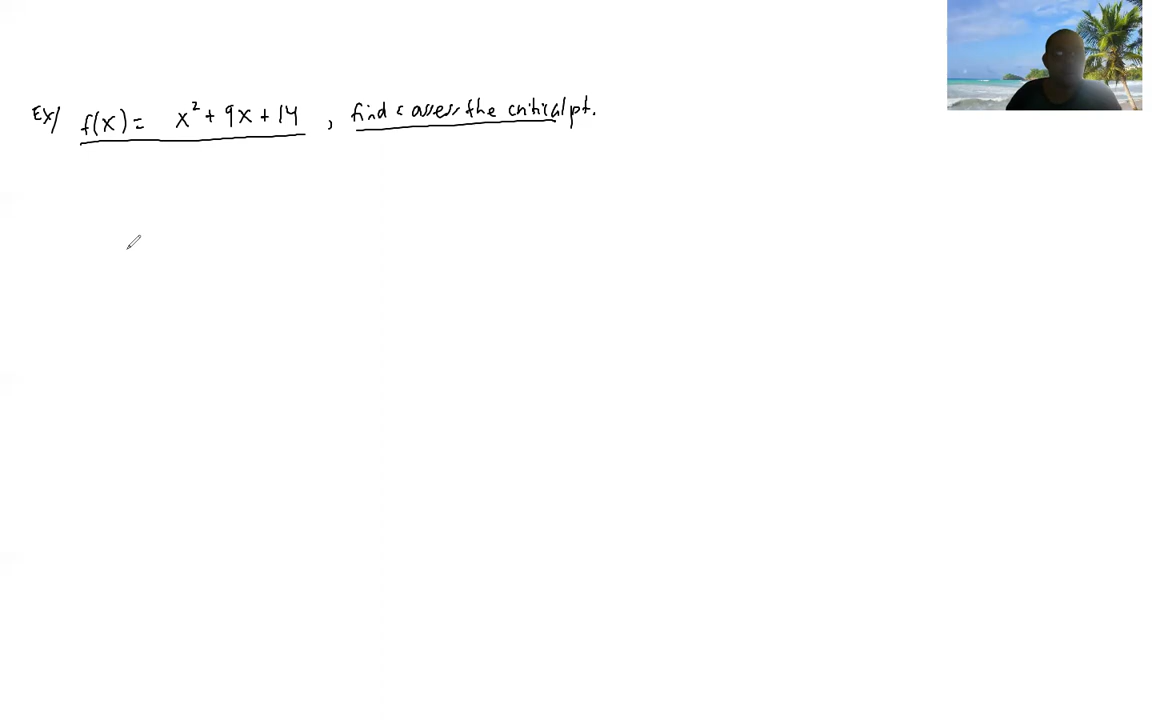 Ex/ f(x) = x² + 9x + 14 , find & assess the critical pt.